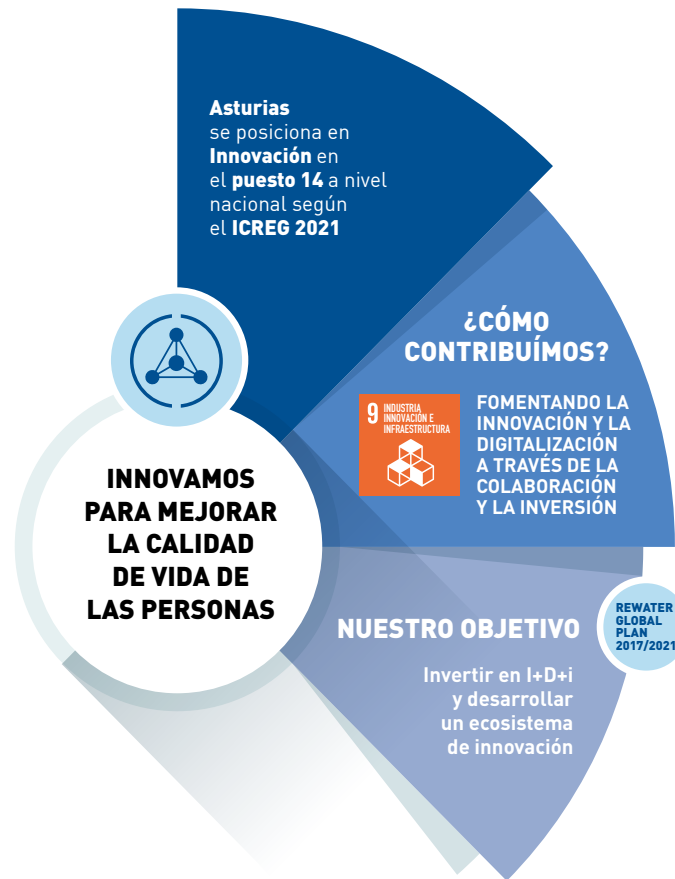 Asturias
se posiciona en
Innovación en
el puesto 14 a nivel
nacional según
el ICREG 2021
¿CÓMO
CONTRIBUÍMOS?
9 INDUSTRIA,
INNOVACIÓN E
INFRAESTRUCTURA
FOMENTANDO LA
INNOVACIÓN Y LA
DIGITALIZACIÓN
A TRAVÉS DE LA
COLABORACIÓN
Y LA INVERSIÓN
INNOVAMOS
PARA MEJORAR
LA CALIDAD
DE VIDA DE
LAS PERSONAS
NUESTRO OBJETIVO
Invertir en I+D+i
y desarrollar
un ecosistema
de innovación
REWATER
GLOBAL
PLAN
2017/2021